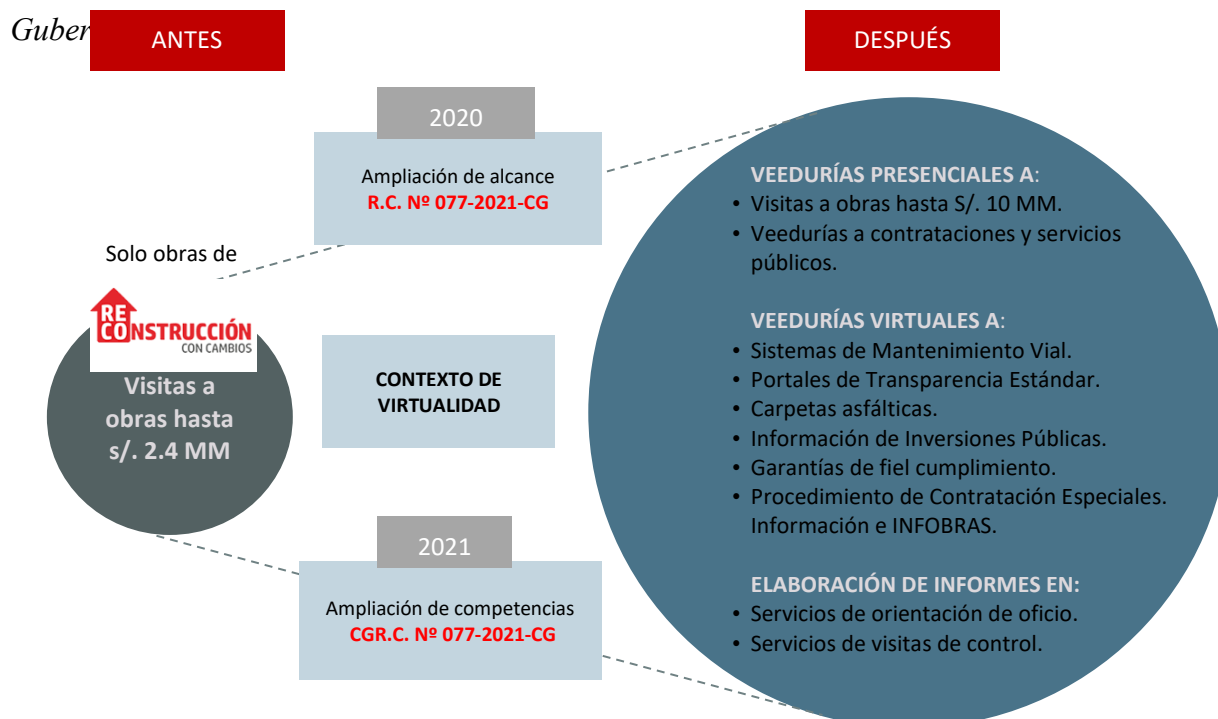 Guber
ANTES
DESPUÉS
2020
Ampliación de alcance
R.C. Nº 077-2021-CG
Solo obras de
RE
CONSTRUCCIÓN
CON CAMBIOS
Visitas a
obras hasta
s/. 2.4 MM
CONTEXTO DE
VIRTUALIDAD
2021
Ampliación de competencias
CGR.C. Nº 077-2021-CG
VEEDURÍAS PRESENCIALES A:
• Visitas a obras hasta S/. 10 MM.
• Veedurías a contrataciones y servicios
públicos.
VEEDURÍAS VIRTUALES A:
• Sistemas de Mantenimiento Vial.
• Portales de Transparencia Estándar.
• Carpetas asfálticas.
• Información de Inversiones Públicas.
• Garantías de fiel cumplimiento.
• Procedimiento de Contratación Especiales.
Información e INFOBRAS.
ELABORACIÓN DE INFORMES EN:
• Servicios de orientación de oficio.
• Servicios de visitas de control.